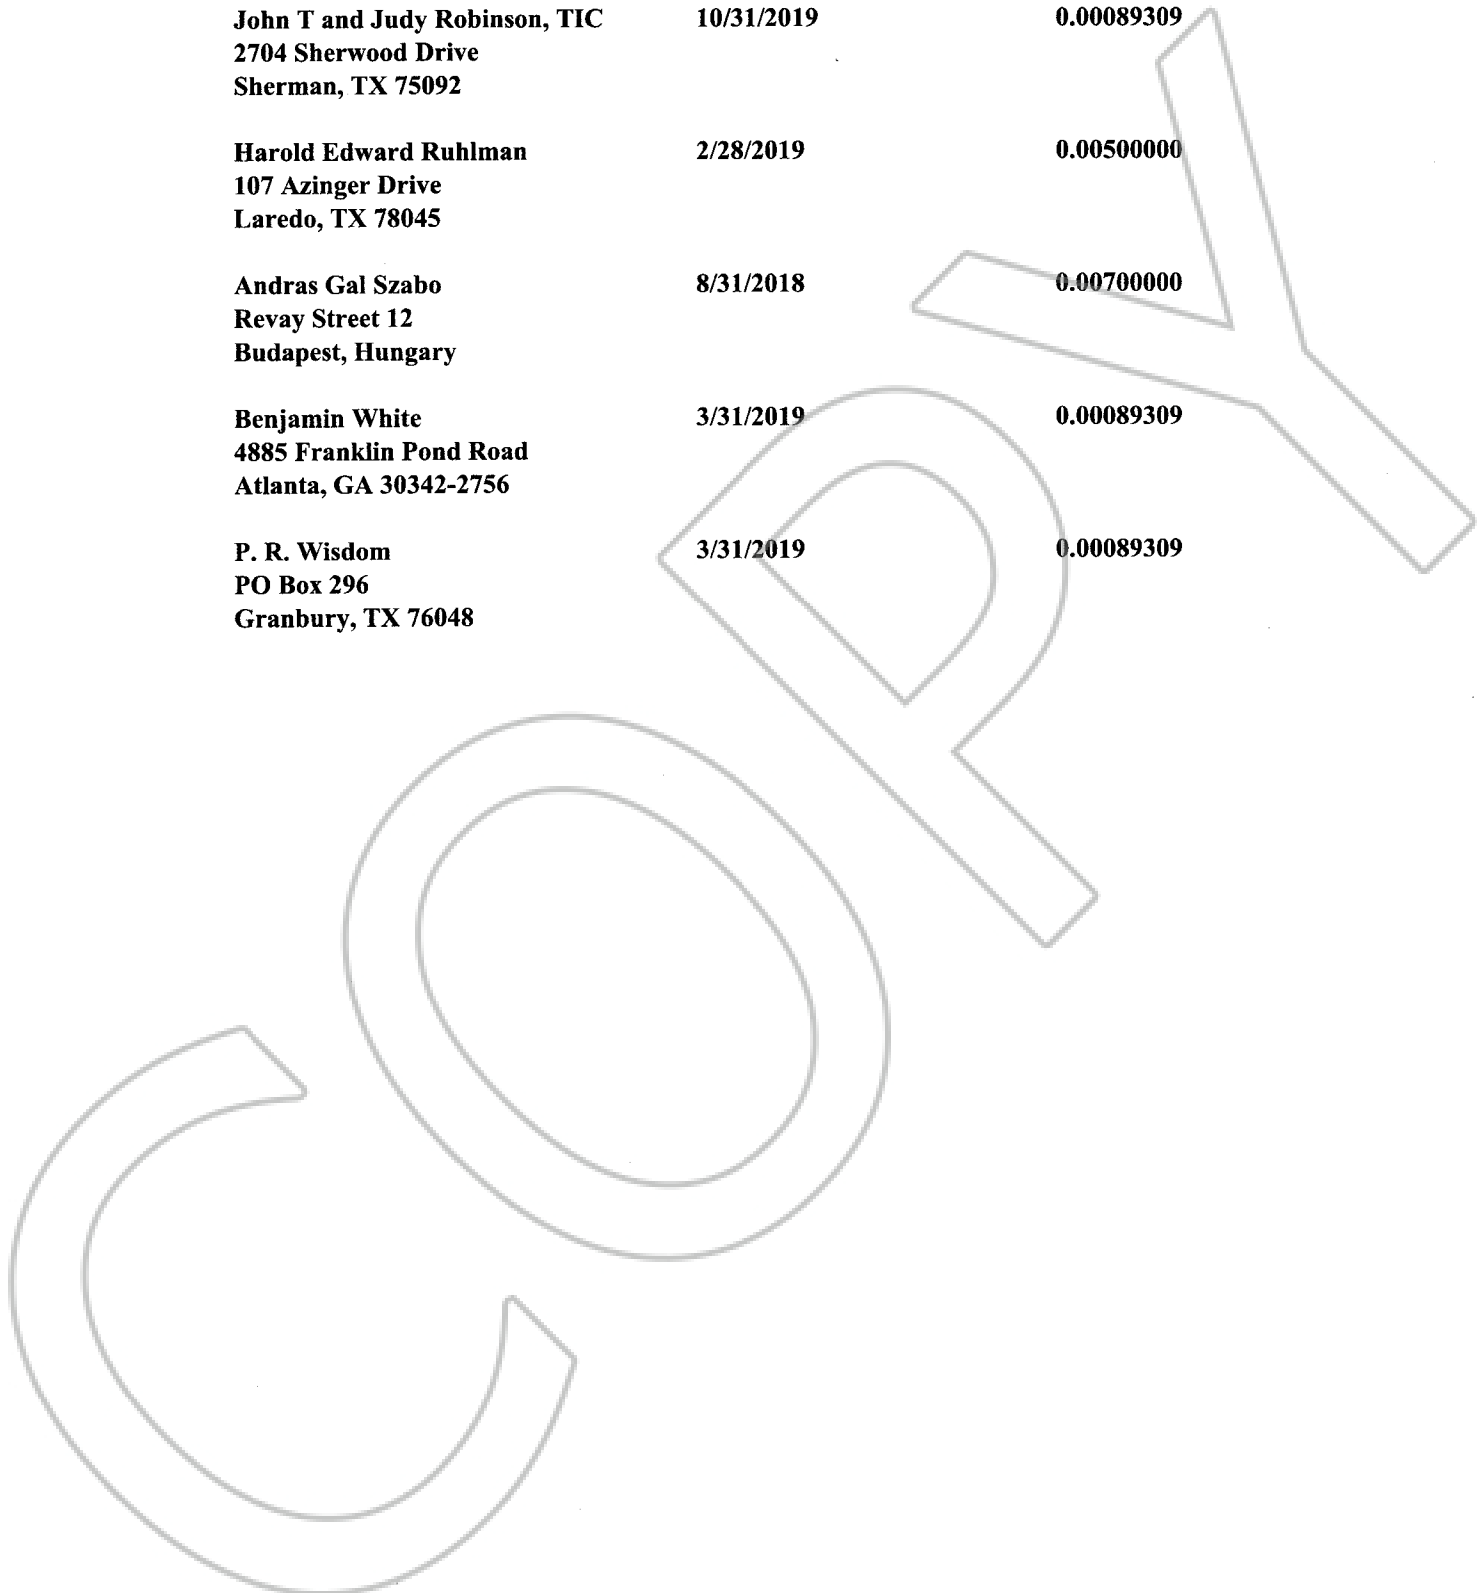 John T and Judy Robinson, TIC 10/31/2019 0.00089309
2704 Sherwood Drive
Sherman, TX 75092
Harold Edward Ruhlman 2/28/2019 0.00500000
107 Azinger Drive
Laredo, TX 78045
Andras Gal Szabo 8/31/2018 0.00700000
Revay Street 12
Budapest, Hungary
Benjamin White 3/31/2019 0.00089309
4885 Franklin Pond Road
Atlanta, GA 30342-2756
P. R. Wisdom 3/31/2019 0.00089309
PO Box 296
Granbury, TX 76048
COPY